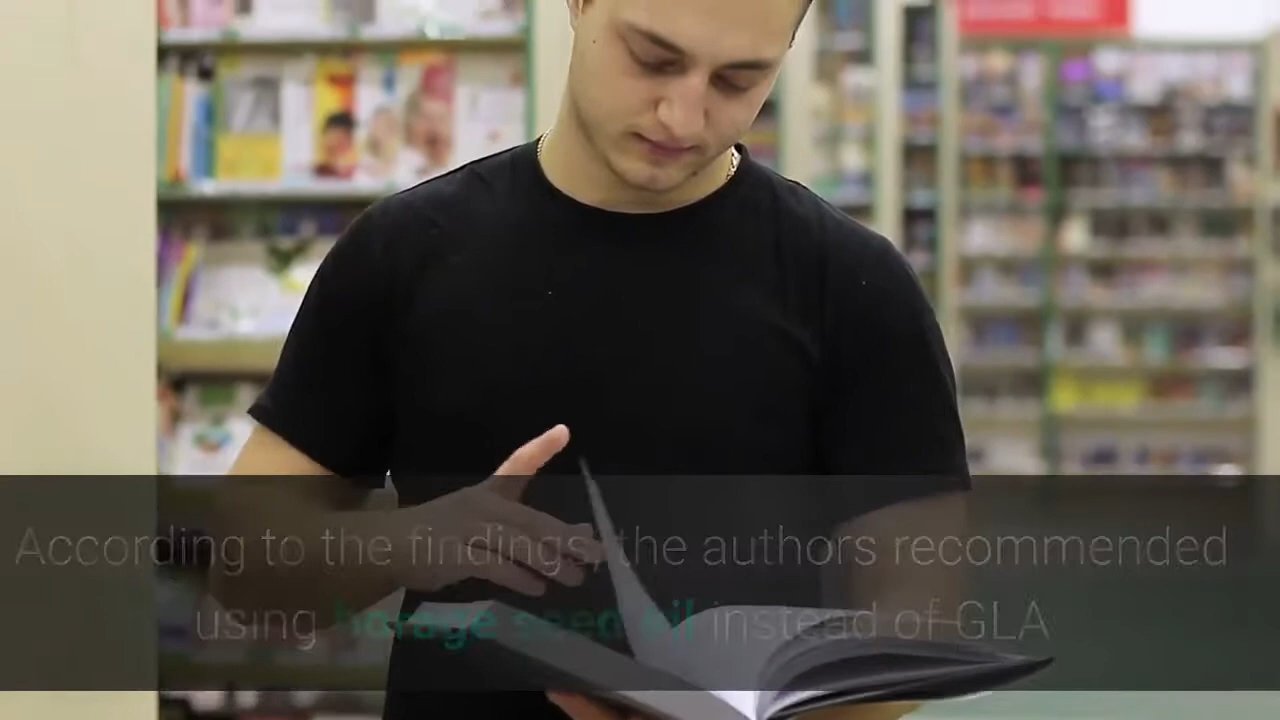 According to the findings, the authors recommended
using borage seed oil instead of GLA